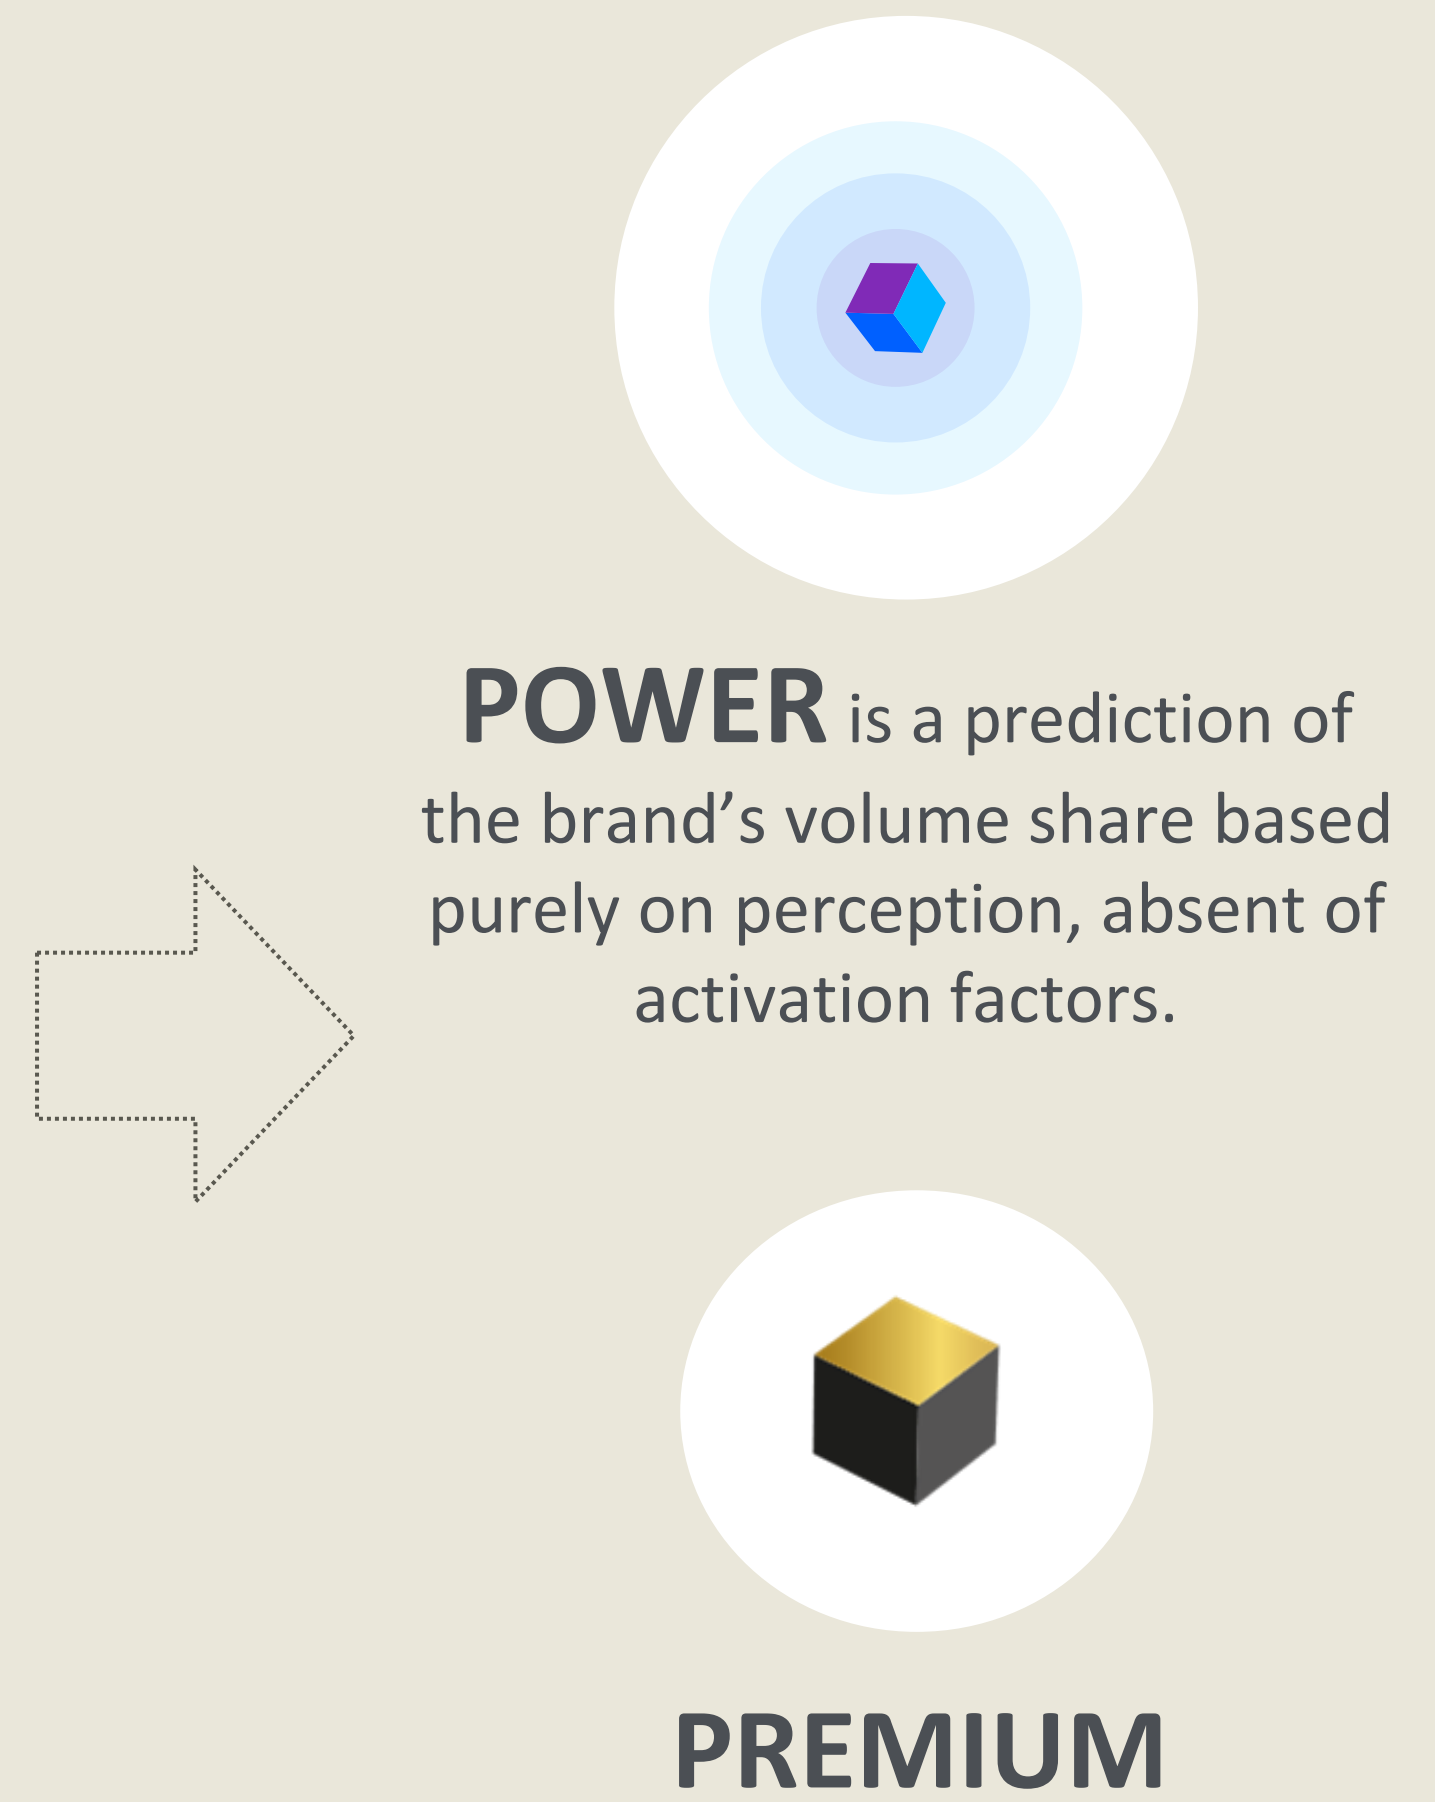 POWER is a prediction of
the brand’s volume share based
purely on perception, absent of
activation factors.
PREMIUM